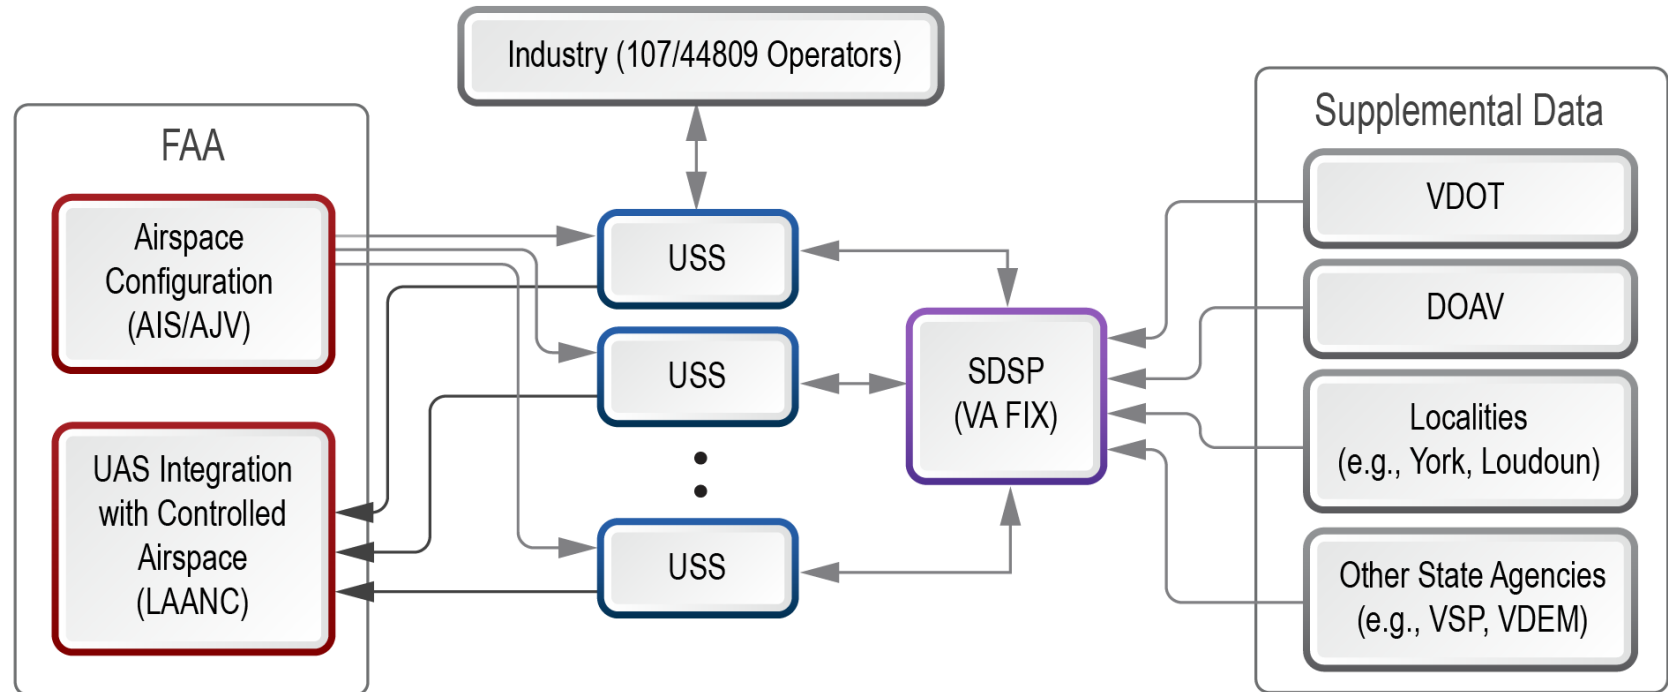 Industry (107/44809 Operators)
FAA
Airspace
Configuration
(AIS/AJV)
UAS Integration
with Controlled
Airspace
(LAANC)
USS
USS
USS
SDSP
(VA FIX)
Supplemental Data
VDOT
DOAV
Localities
(e.g., York, Loudoun)
Other State Agencies
(e.g., VSP, VDEM)